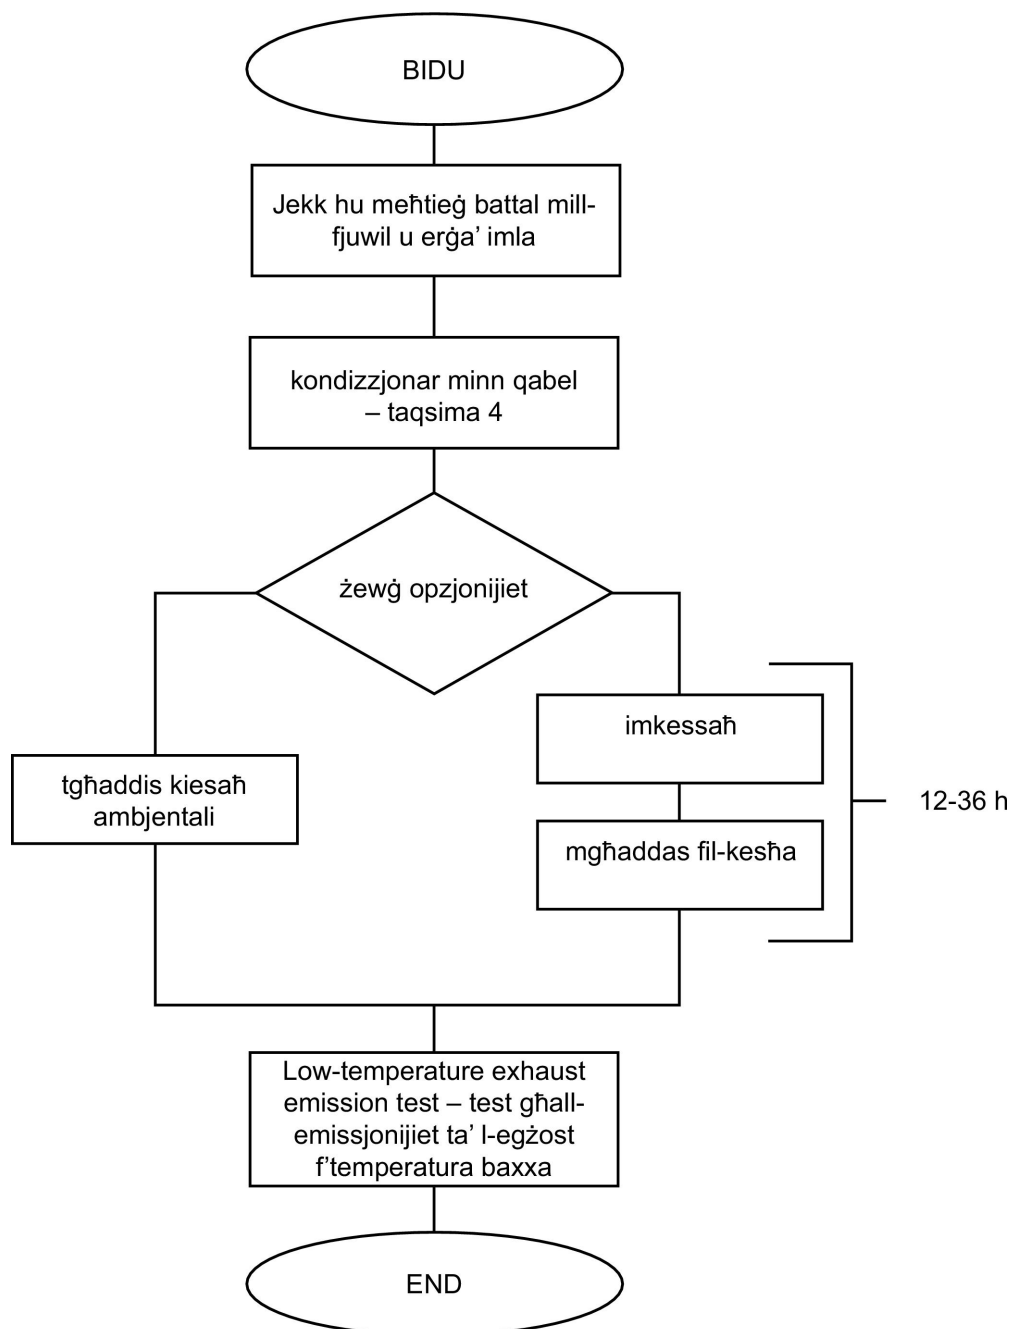 BIDU
Jekk hu meħtieġ battal mill-
fjuwil u erġa’ imla
kondizzjonar minn qabel
– taqsima 4
żewġ opzjonijiet
imkessaħ
tgħaddis kiesaħ
ambjentali
12-36 h
mgħaddas fil-kesħa
Low-temperature exhaust
emission test – test għall-
emissjonijiet ta’ l-egżost
f’temperatura baxxa
END